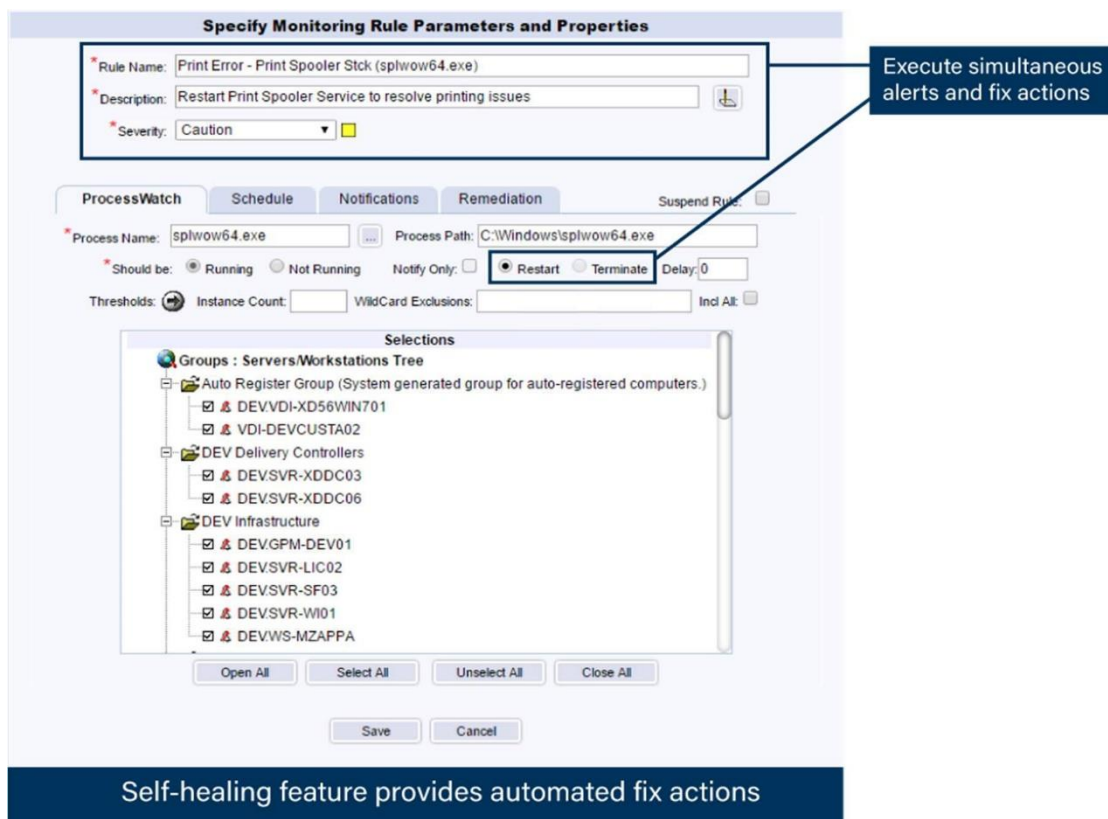 Specify Monitoring Rule Parameters and Properties
*Rule Name: Print Error - Print Spooler Stck (splwow64.exe)
*Description: Restart Print Spooler Service to resolve printing issues
*Severity: Caution
Execute simultaneous
alerts and fix actions
ProcessWatch Schedule Notifications Remediation Suspend Rule:
*Process Name: splwow64.exe ... Process Path: C:\Windows\splwow64.exe
*Should be: Running Not Running Notify Only: Restart Terminate Delay: 0
Thresholds: Instance Count: WildCard Exclusions: Incl All:
Selections
Groups : Servers/Workstations Tree
Auto Register Group (System generated group for auto-registered computers.)
DEV.VDI-XD56WIN701
VDI-DEVCUSTA02
DEV Delivery Controllers
DEV.SVR-XDDC03
DEV.SVR-XDDC06
DEV Infrastructure
DEV.GPM-DEV01
DEV.SVR-LIC02
DEV.SVR-SF03
DEV.SVR-WI01
DEV.WS-MZAPPA
Open All Select All Unselect All Close All
Save Cancel
Self-healing feature provides automated fix actions